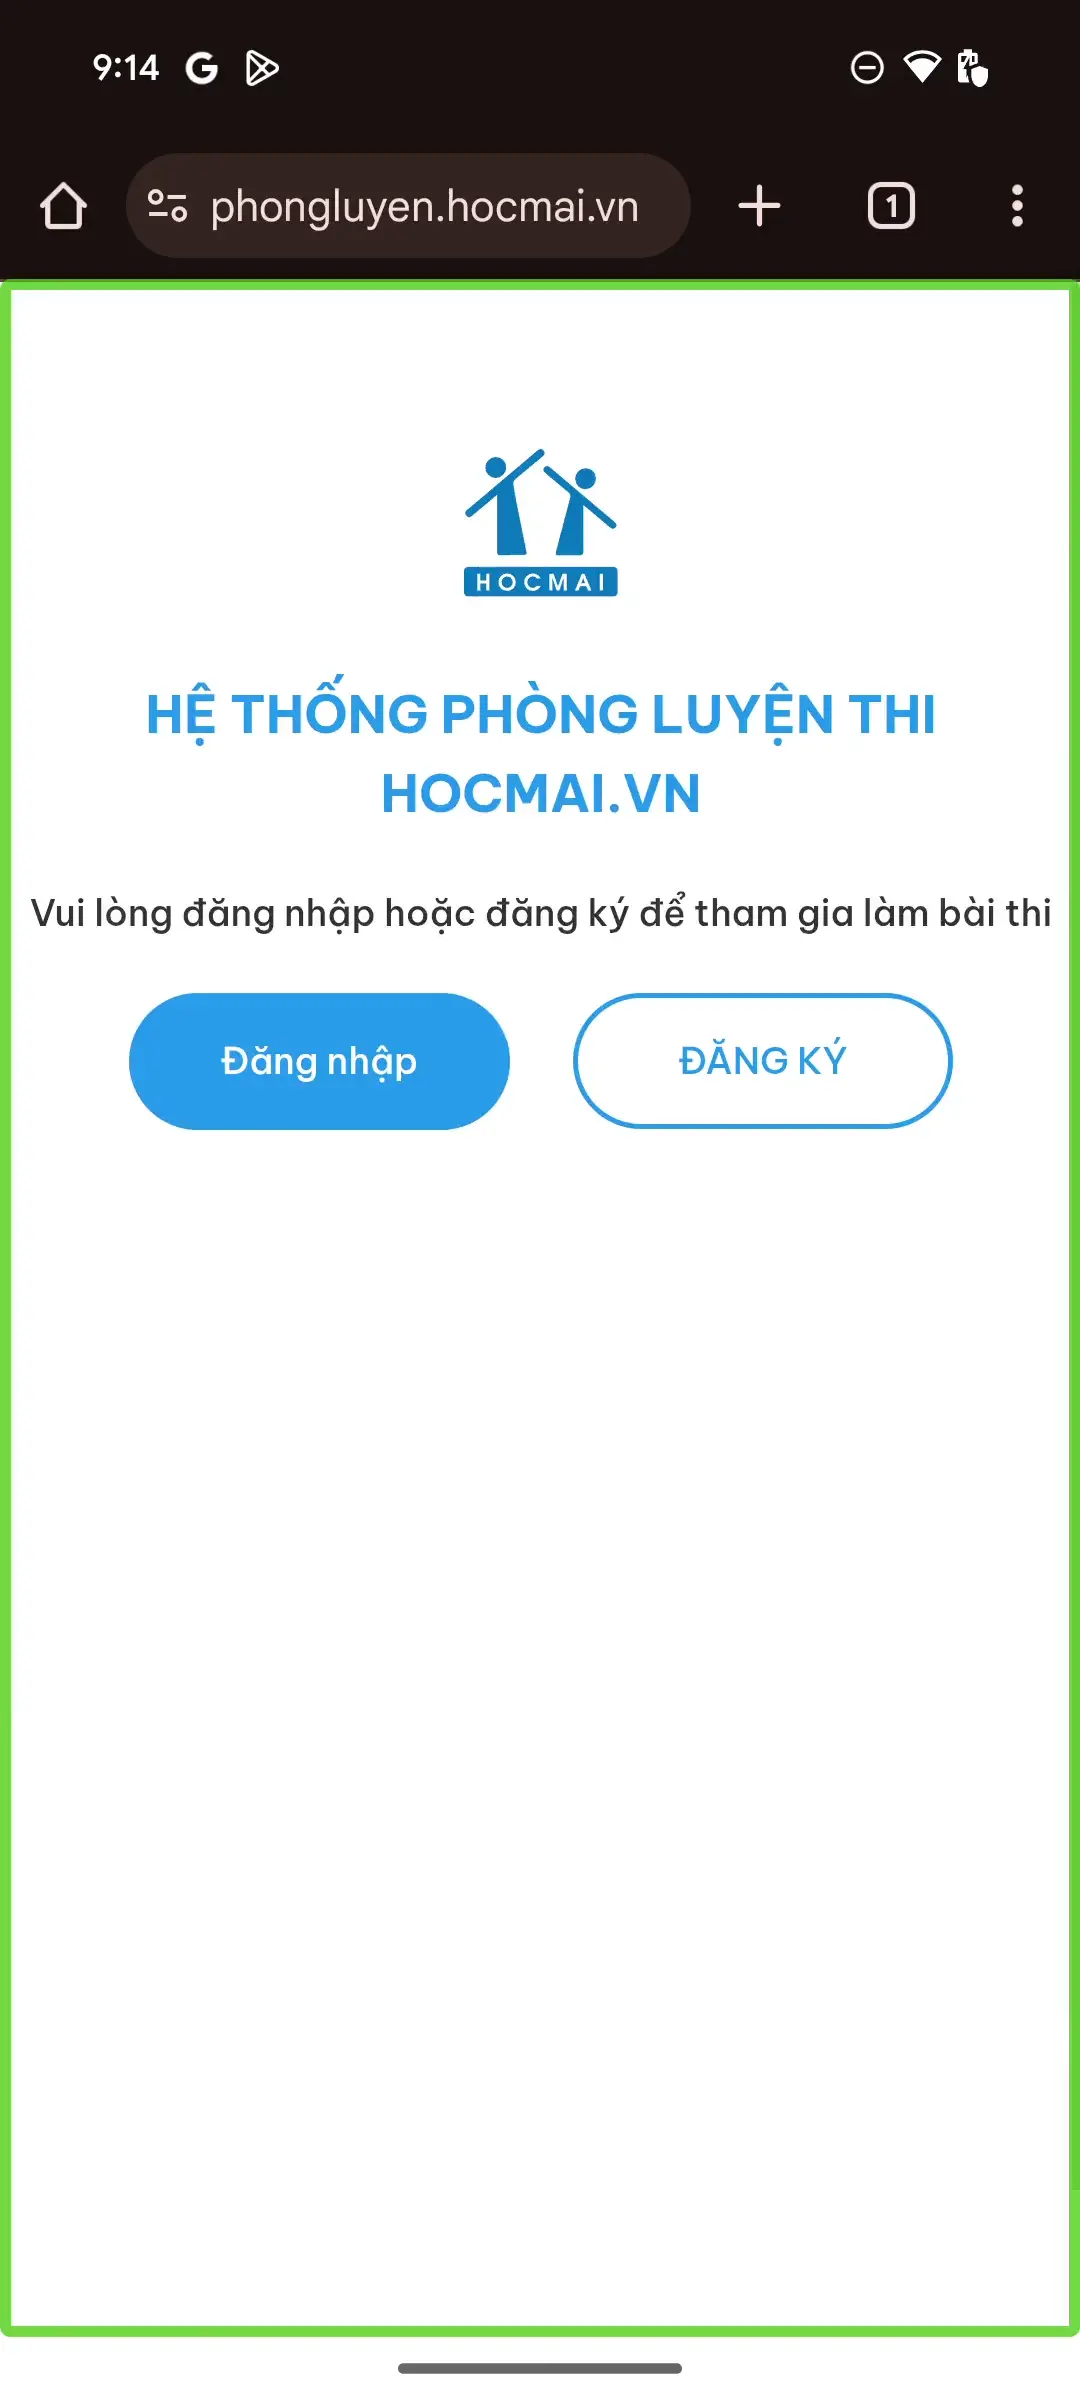 9:14
phongluyen.hocmai.vn
1
HOCMAI
HỆ THỐNG PHÒNG LUYỆN THI
HOCMAI.VN
Vui lòng đăng nhập hoặc đăng ký để tham gia làm bài thi
Đăng nhập
ĐĂNG KÝ